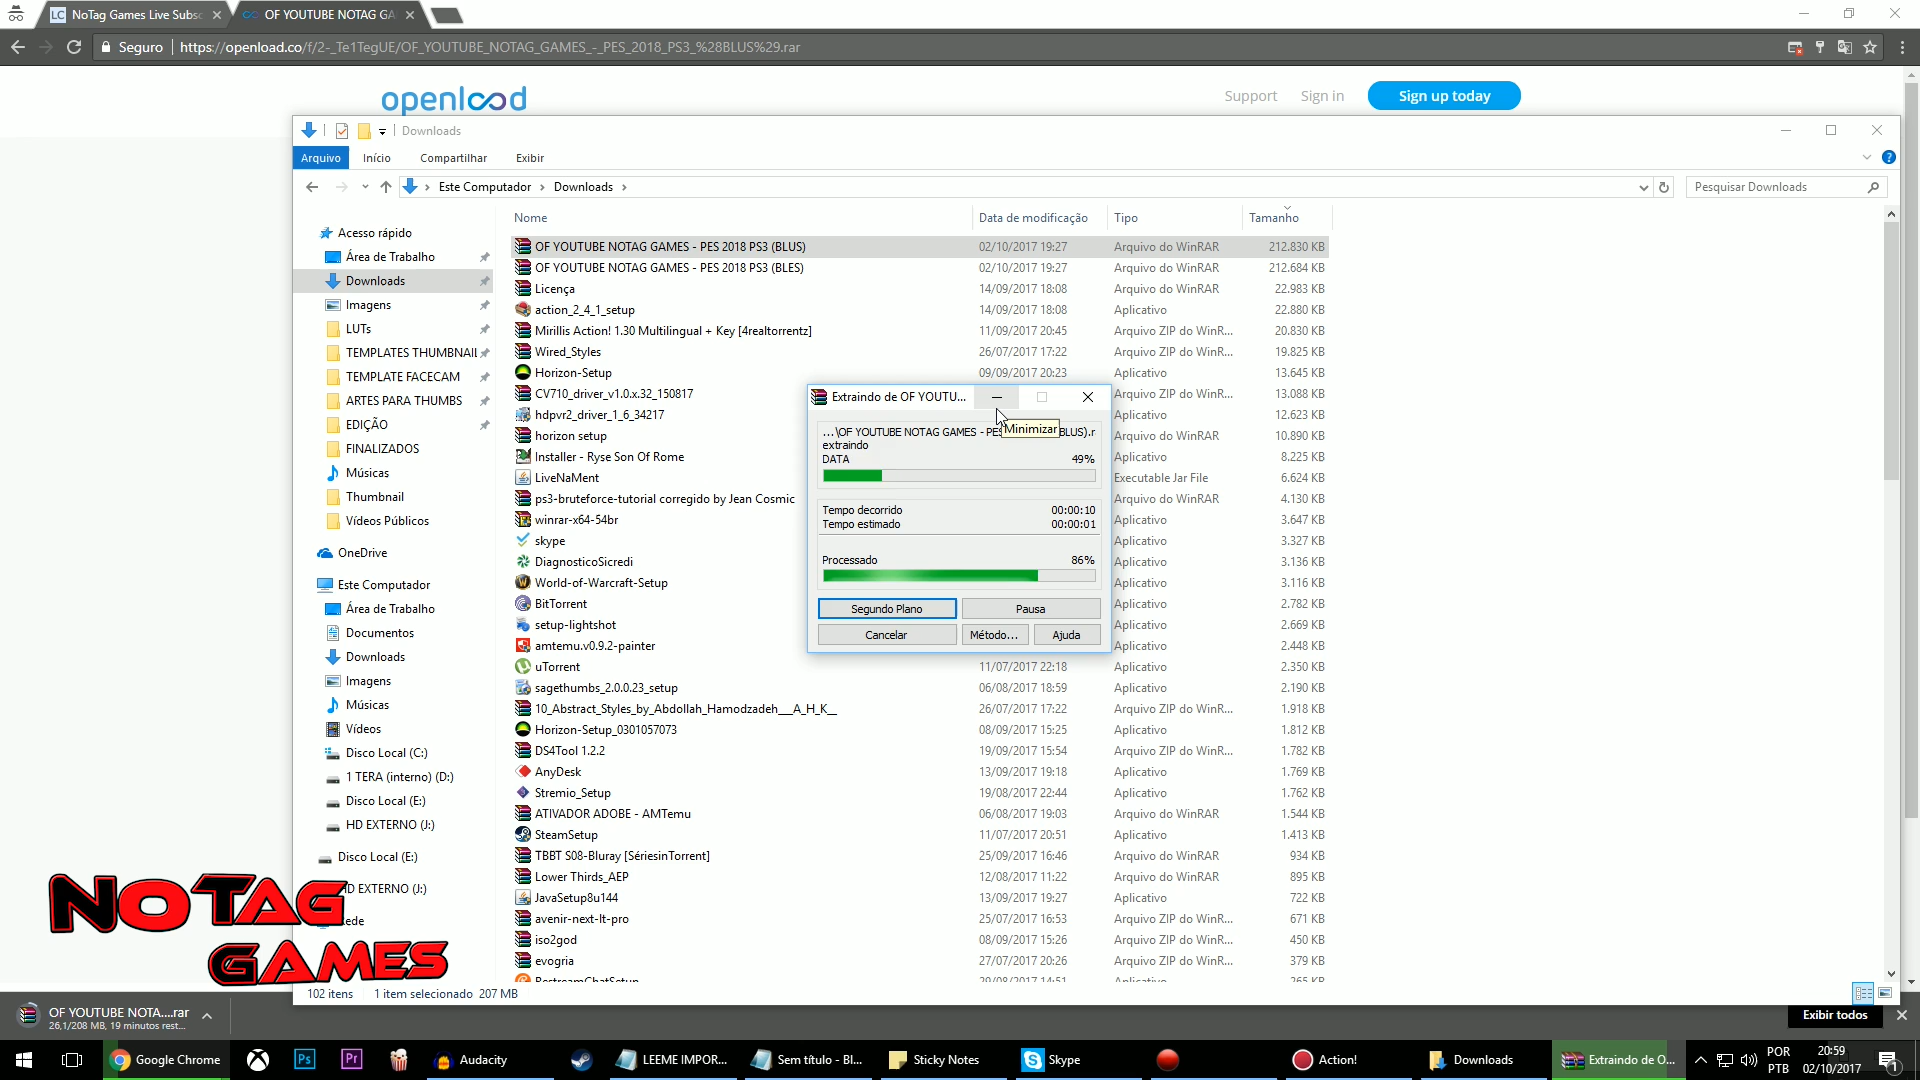 NoTag Games Live Subsc
OF YOUTUBE NOTAG GA
Seguro
https://openload.co/f/2-_Te1TegUE/OF_YOUTUBE_NOTAG_GAMES_-_PES_2018_PS3_%28BLUS%29.rar
openload
Support
Sign in
Sign up today
Downloads
Arquivo
Início
Compartilhar
Exibir
Este Computador
Downloads
Pesquisar Downloads
Nome
Data de modificação
Tipo
Tamanho
Acesso rápido
Área de Trabalho
Downloads
Imagens
LUTs
TEMPLATES THUMBNAIL
TEMPLATE FACECAM
ARTES PARA THUMBS
EDIÇÃO
FINALIZADOS
Músicas
Thumbnail
Vídeos Públicos
OneDrive
Este Computador
Área de Trabalho
Documentos
Downloads
Imagens
Músicas
Vídeos
Disco Local (C:)
1 TERA (interno) (D:)
Disco Local (E:)
HD EXTERNO (J:)
Disco Local (E:)
HD EXTERNO (J:)
OF YOUTUBE NOTAG GAMES - PES 2018 PS3 (BLUS) 02/10/2017 19:27 Arquivo do WinRAR 212.830 KB
OF YOUTUBE NOTAG GAMES - PES 2018 PS3 (BLES) 02/10/2017 19:27 Arquivo do WinRAR 212.684 KB
Licença 14/09/2017 18:08 Arquivo do WinRAR 22.983 KB
action_2_4_1_setup 14/09/2017 18:08 Aplicativo 22.880 KB
Mirillis Action! 1.30 Multilingual + Key [4realtorrentz] 11/09/2017 20:45 Arquivo ZIP do WinR... 20.830 KB
Wired_Styles 26/07/2017 17:22 Arquivo ZIP do WinR... 19.825 KB
Horizon-Setup 09/09/2017 20:23 Aplicativo 13.645 KB
CV710_driver_v1.0.x.32_150817 Arquivo ZIP do WinR... 13.088 KB
hdpvr2_driver_1_6_34217 Aplicativo 12.623 KB
horizon setup Arquivo ZIP do WinR... 10.890 KB
Installer - Ryse Son Of Rome Aplicativo 8.225 KB
LiveNaMent Executable Jar File 6.624 KB
ps3-bruteforce-tutorial corregido by Jean Cosmic Arquivo do WinRAR 4.130 KB
winrar-x64-54br Aplicativo 3.647 KB
skype Aplicativo 3.327 KB
DiagnosticoSicredi Aplicativo 3.136 KB
World-of-Warcraft-Setup Aplicativo 3.116 KB
BitTorrent Aplicativo 2.782 KB
setup-lightshot Aplicativo 2.669 KB
amtemu.v0.9.2-painter Aplicativo 2.448 KB
uTorrent 11/07/2017 22:18 Aplicativo 2.350 KB
sagethumbs_2.0.0.23_setup 06/08/2017 18:59 Aplicativo 2.190 KB
10_Abstract_Styles_by_Abdollah_Hamodzadeh__A_H_K_ 26/07/2017 17:22 Arquivo ZIP do WinR... 1.918 KB
Horizon-Setup_0301057073 08/09/2017 15:25 Aplicativo 1.812 KB
DS4Tool 1.2.2 19/09/2017 15:54 Arquivo ZIP do WinR... 1.782 KB
AnyDesk 13/09/2017 19:18 Aplicativo 1.769 KB
Stremio_Setup 19/08/2017 22:44 Aplicativo 1.762 KB
ATIVADOR ADOBE - AMTemu 06/08/2017 19:03 Arquivo do WinRAR 1.544 KB
SteamSetup 11/07/2017 20:51 Aplicativo 1.413 KB
TBBT S08-Bluray [SériesinTorrent] 25/09/2017 16:46 Arquivo do WinRAR 934 KB
Lower Thirds_AEP 12/08/2017 11:22 Arquivo do WinRAR 895 KB
JavaSetup8u144 13/09/2017 19:27 Aplicativo 722 KB
avenir-next-lt-pro 25/07/2017 16:53 Arquivo ZIP do WinR... 671 KB
iso2god 08/09/2017 15:26 Arquivo ZIP do WinR... 450 KB
evogria 27/07/2017 20:26 Arquivo ZIP do WinR... 379 KB
Extraindo de OF YOUTU...
Minimizar
...\OF YOUTUBE NOTAG GAMES - PES BLUS).r
extraindo
DATA 49%
Tempo decorrido 00:00:10
Tempo estimado 00:00:01
Processado 86%
Segundo Plano
Pausa
Cancelar
Método...
Ajuda
NoTag
Games
102 itens
1 item selecionado 207 MB
OF YOUTUBE NOTA....rar
26,1/208 MB, 19 minutos rest...
Exibir todos
Google Chrome
Ps
Pr
Audacity
LEEME IMPOR...
Sem título - Bl...
Sticky Notes
Skype
Action!
Downloads
Extraindo de O...
POR
PTB
20:59
02/10/2017
1